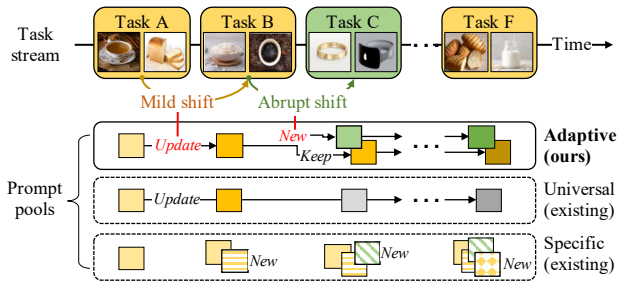 Task
stream
Task A
Task B
Task C
Task F
...
Time
Mild shift
Abrupt shift
Prompt
pools
Update
New
Keep
...
Adaptive
(ours)
Update
...
Universal
(existing)
New
New
New
Specific
(existing)